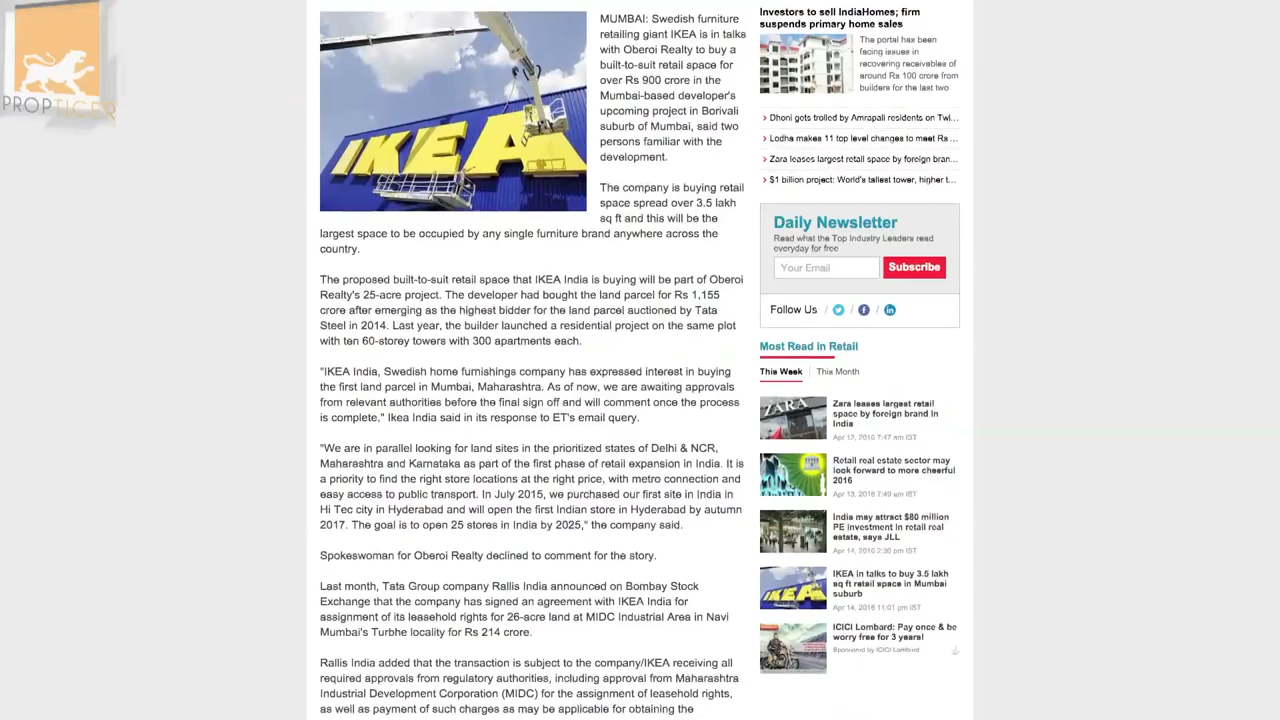 PROPTIGER
IKEA
MUMBAI: Swedish furniture
retailing giant IKEA is in talks
with Oberoi Realty to buy a
built-to-suit retail space for
over Rs 900 crore in the
Mumbai-based developer's
upcoming project in Borivali
suburb of Mumbai, said two
persons familiar with the
development.
The company is buying retail
space spread over 3.5 lakh
sq ft and this will be the
largest space to be occupied by any single furniture brand anywhere across the
country.
The proposed built-to-suit retail space that IKEA India is buying will be part of Oberoi
Realty's 25-acre project. The developer had bought the land parcel for Rs 1,155
crore after emerging as the highest bidder for the land parcel auctioned by Tata
Steel in 2014. Last year, the builder launched a residential project on the same plot
with ten 60-storey towers with 300 apartments each.
"IKEA India, Swedish home furnishings company has expressed interest in buying
the first land parcel in Mumbai, Maharashtra. As of now, we are awaiting approvals
from relevant authorities before the final sign off and will comment once the process
is complete," Ikea India said in its response to ET's email query.
"We are in parallel looking for land sites in the prioritized states of Delhi & NCR,
Maharashtra and Karnataka as part of the first phase of retail expansion in India. It is
a priority to find the right store locations at the right price, with metro connection and
easy access to public transport. In July 2015, we purchased our first site in India in
Hi Tec city in Hyderabad and will open the first Indian store in Hyderabad by autumn
2017. The goal is to open 25 stores in India by 2025," the company said.
Spokeswoman for Oberoi Realty declined to comment for the story.
Last month, Tata Group company Rallis India announced on Bombay Stock
Exchange that the company has signed an agreement with IKEA India for
assignment of its leasehold rights for 26-acre land at MIDC Industrial Area in Navi
Mumbai's Turbhe locality for Rs 214 crore.
Rallis India added that the transaction is subject to the company/IKEA receiving all
required approvals from regulatory authorities, including approval from Maharashtra
Industrial Development Corporation (MIDC) for the assignment of leasehold rights,
as well as payment of such charges as may be applicable for obtaining the
Investors to sell IndiaHomes; firm
suspends primary home sales
The portal has been
facing issues in
recovering receivables of
around Rs 100 crore from
builders for the last two
Dhoni gets trolled by Amrapali residents on Twi...
Lodha makes 11 top level changes to meet Rs ...
Zara leases largest retail space by foreign bran...
$1 billion project: World's tallest tower, higher t...
Daily Newsletter
Read what the Top Industry Leaders read
everyday for free
Your Email
Subscribe
Follow Us / / /
Most Read in Retail
This Week
This Month
ZARA
Zara leases largest retail
space by foreign brand in
India
Apr 12, 2016 7:47 am IST
Retail real estate sector may
look forward to more cheerful
2016
Apr 13, 2016 7:49 am IST
India may attract $80 million
PE investment in retail real
estate, says JLL
Apr 14, 2016 2:30 pm IST
IKEA
IKEA in talks to buy 3.5 lakh
sq ft retail space in Mumbai
suburb
Apr 14, 2016 11:01 pm IST
ICICI Lombard: Pay once & be
worry free for 3 years!
Sponsored by ICICI Lombard